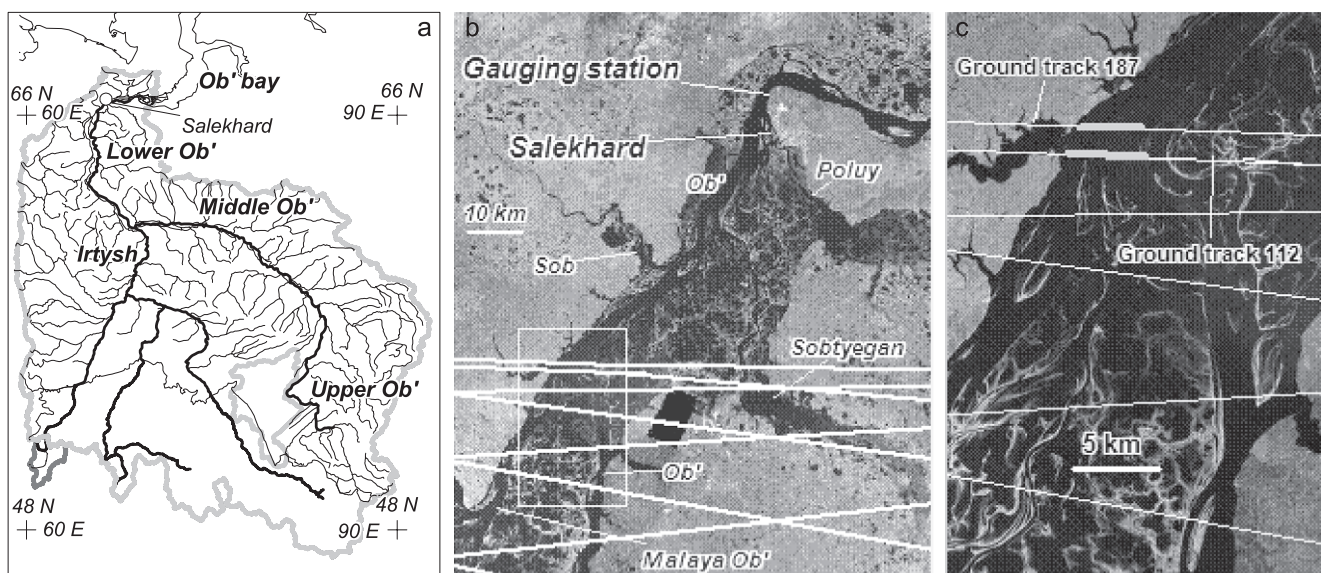 a
Ob' bay
66 N
60 E
66 N
90 E
Salekhard
Lower Ob'
Middle Ob'
Irtysh
Upper Ob'
48 N
60 E
48 N
90 E
b
Gauging station
Salekhard
Ob'
Poluy
10 km
Sob
Sobtyegan
Ob'
Malaya Ob'
c
Ground track 187
Ground track 112
5 km